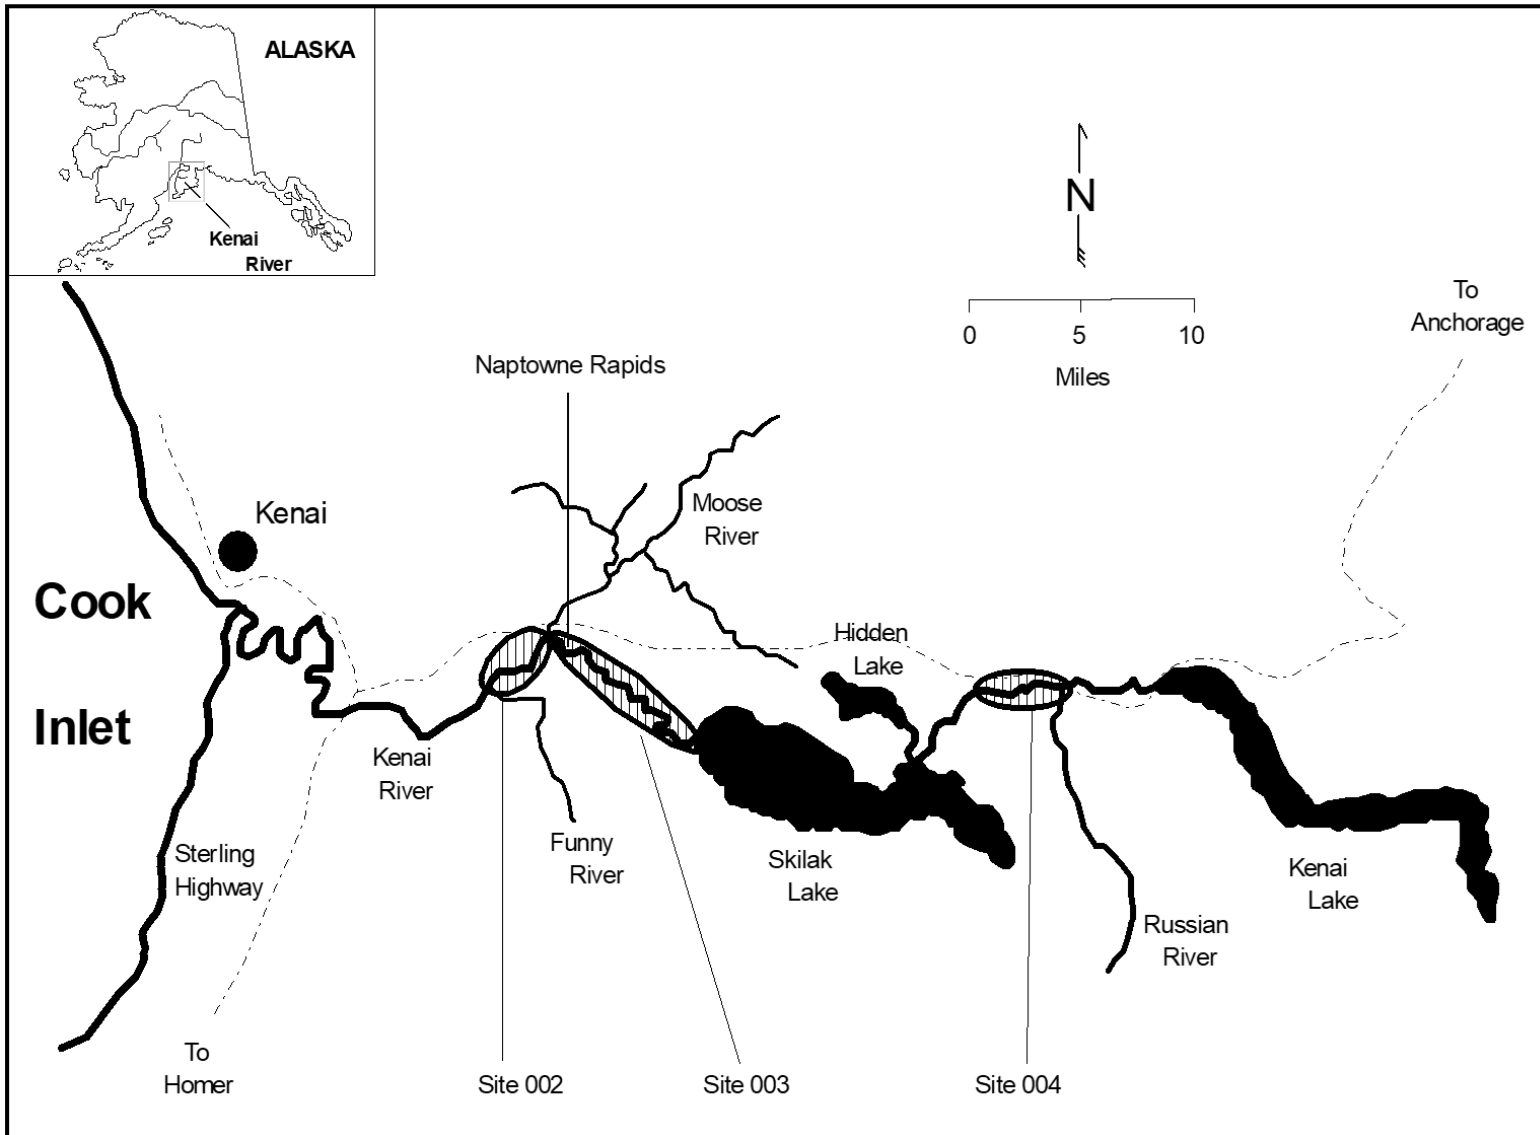 ALASKA
Kenai
River
N
0 5 10
Miles
To
Anchorage
Naptowne Rapids
Moose
River
Kenai
Cook
Inlet
Hidden
Lake
Kenai
River
Sterling
Highway
Funny
River
Skilak
Lake
Kenai
Lake
Russian
River
To
Homer
Site 002
Site 003
Site 004